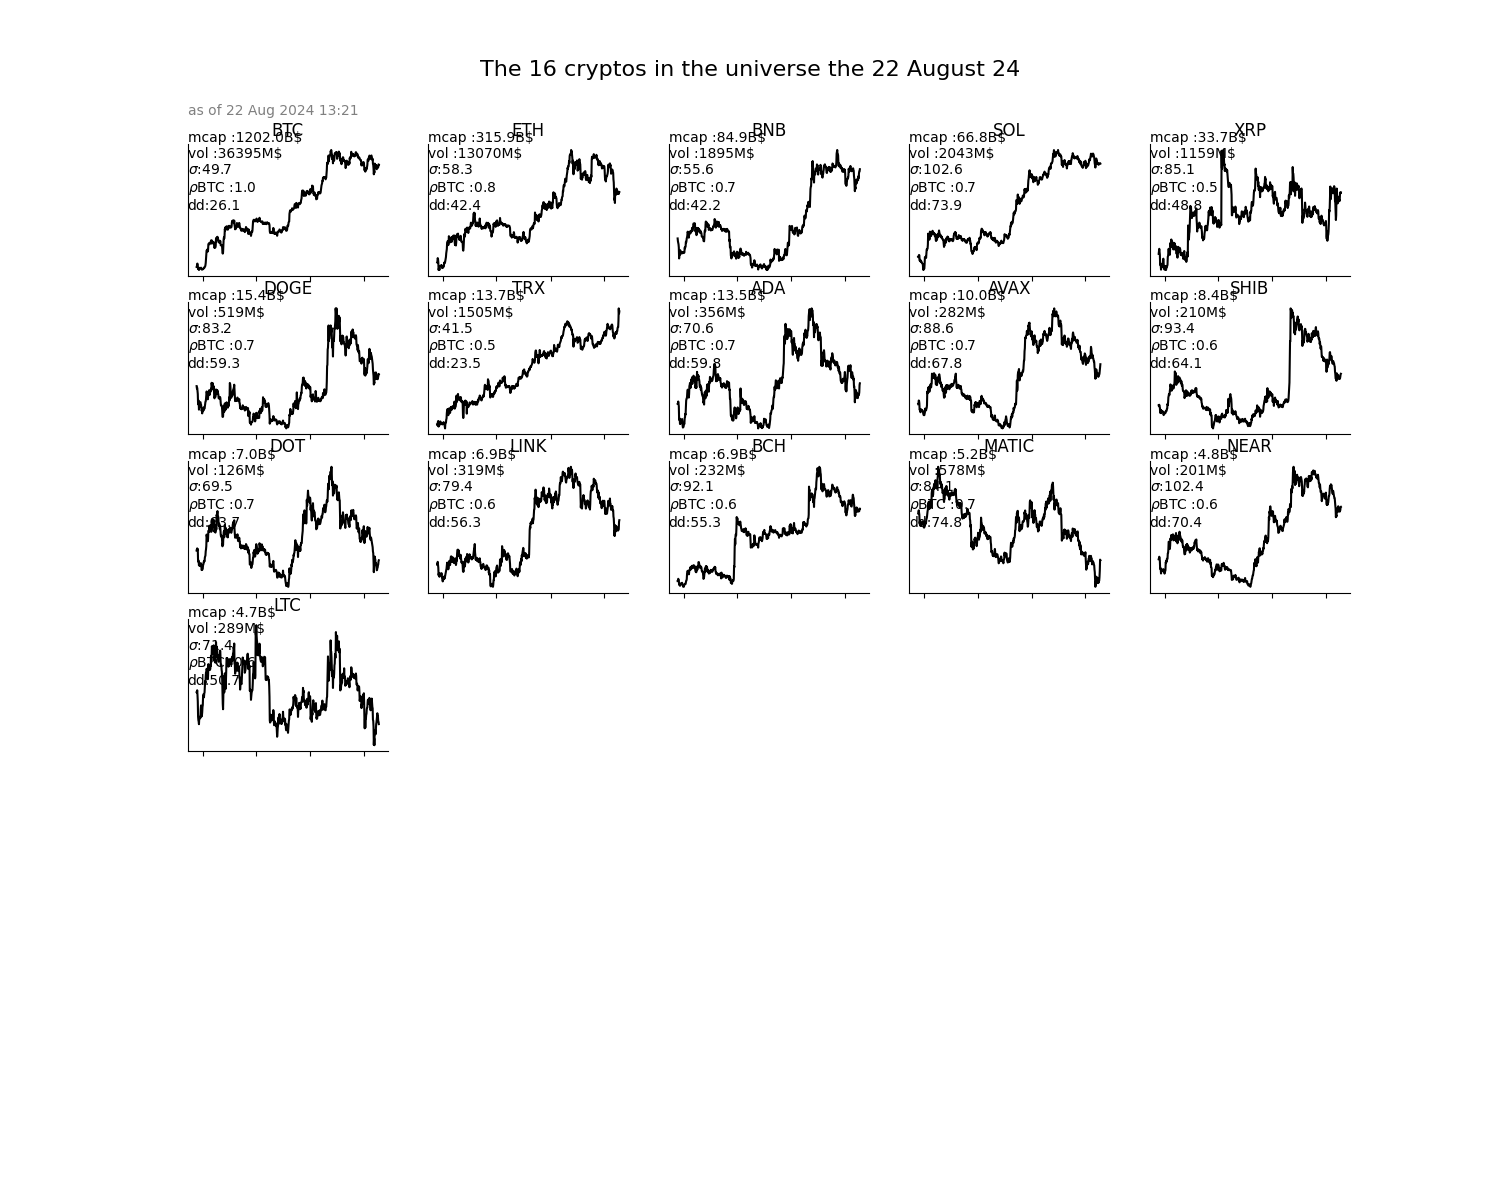 The 16 cryptos in the universe the 22 August 24
as of 22 Aug 2024 13:21
BTC
mcap :1202.0B$
vol :36395M$
σ:49.7
ρBTC :1.0
dd:26.1
ETH
mcap :315.9B$
vol :13070M$
σ:58.3
ρBTC :0.8
dd:42.4
BNB
mcap :84.9B$
vol :1895M$
σ:55.6
ρBTC :0.7
dd:42.2
SOL
mcap :66.8B$
vol :2043M$
σ:102.6
ρBTC :0.7
dd:73.9
XRP
mcap :33.7B$
vol :1159M$
σ:85.1
ρBTC :0.5
dd:48.8
DOGE
mcap :15.4B$
vol :519M$
σ:83.2
ρBTC :0.7
dd:59.3
TRX
mcap :13.7B$
vol :1505M$
σ:41.5
ρBTC :0.5
dd:23.5
ADA
mcap :13.5B$
vol :356M$
σ:70.6
ρBTC :0.7
dd:59.8
AVAX
mcap :10.0B$
vol :282M$
σ:88.6
ρBTC :0.7
dd:67.8
SHIB
mcap :8.4B$
vol :210M$
σ:93.4
ρBTC :0.6
dd:64.1
DOT
mcap :7.0B$
vol :126M$
σ:69.5
ρBTC :0.7
LINK
mcap :6.9B$
vol :319M$
σ:79.4
ρBTC :0.6
dd:56.3
BCH
mcap :6.9B$
vol :232M$
σ:92.1
ρBTC :0.6
dd:55.3
MATIC
mcap :5.2B$
vol :578M$
ρBTC :0.7
dd:74.8
NEAR
mcap :4.8B$
vol :201M$
σ:102.4
ρBTC :0.6
dd:70.4
LTC
mcap :4.7B$
vol :289M$
dd:50.7